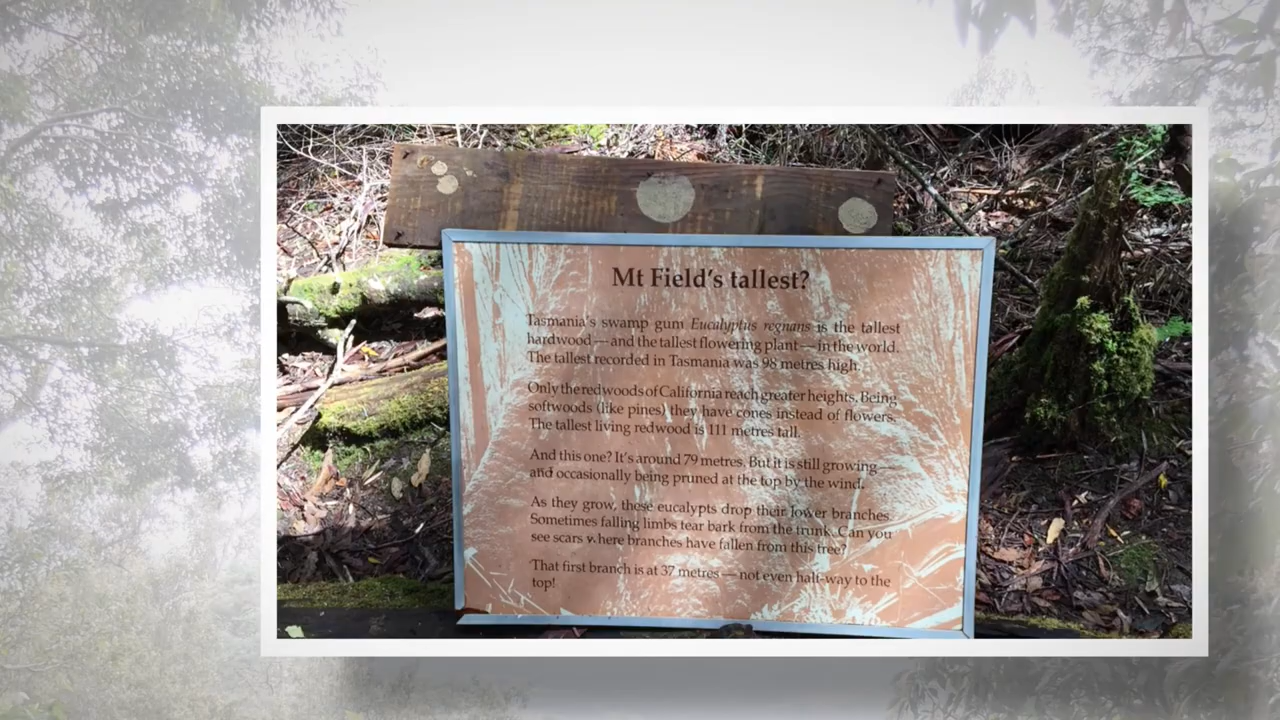 Mt Field's tallest?
Tasmania's swamp gum Eucalyptus regnans is the tallest
hardwood — and the tallest flowering plant — in the world.
The tallest recorded in Tasmania was 98 metres high.
Only the redwoods of California reach greater heights. Being
softwoods (like pines) they have cones instead of flowers.
The tallest living redwood is 111 metres tall.
And this one? It's around 79 metres. But it is still growing —
and occasionally being pruned at the top by the wind.
As they grow, these eucalypts drop their lower branches.
Sometimes falling limbs tear bark from the trunk. Can you
see scars where branches have fallen from this tree?
That first branch is at 37 metres — not even half-way to the
top!